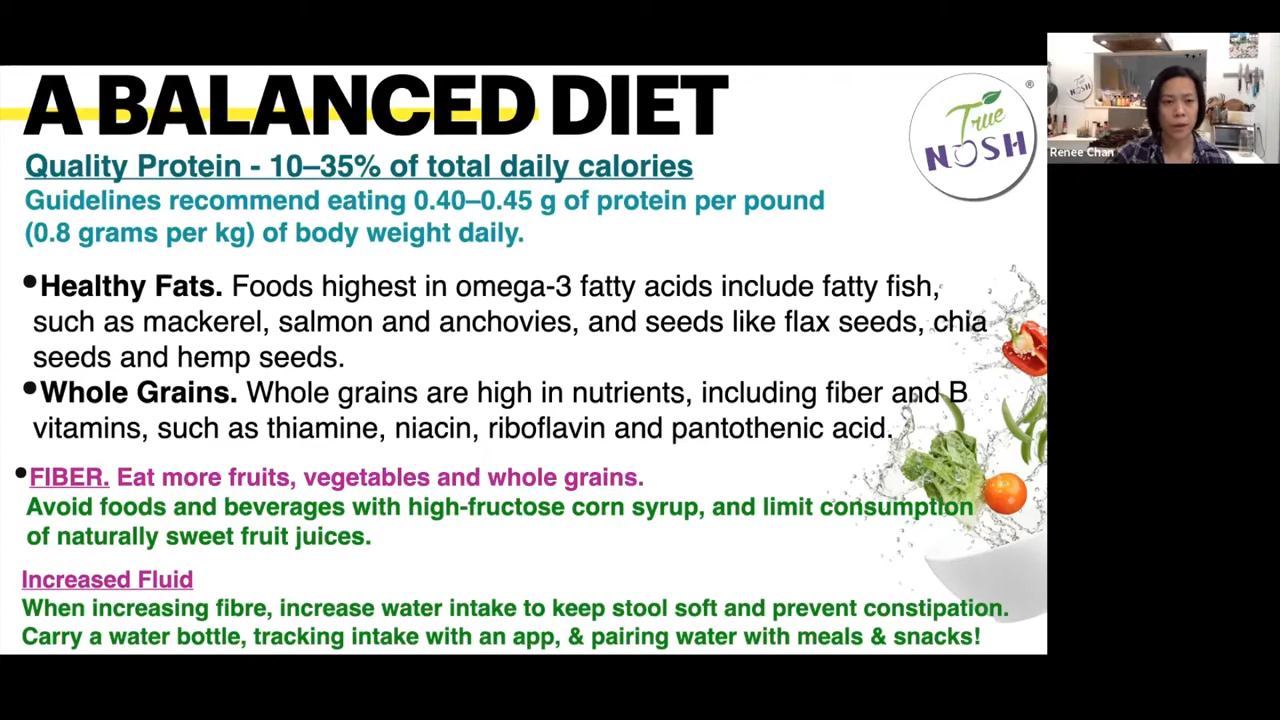 A BALANCED DIET
Quality Protein - 10–35% of total daily calories
Guidelines recommend eating 0.40–0.45 g of protein per pound
(0.8 grams per kg) of body weight daily.
•Healthy Fats. Foods highest in omega-3 fatty acids include fatty fish,
such as mackerel, salmon and anchovies, and seeds like flax seeds, chia
seeds and hemp seeds.
•Whole Grains. Whole grains are high in nutrients, including fiber and B
vitamins, such as thiamine, niacin, riboflavin and pantothenic acid.
•FIBER. Eat more fruits, vegetables and whole grains.
Avoid foods and beverages with high-fructose corn syrup, and limit consumption
of naturally sweet fruit juices.
Increased Fluid
When increasing fibre, increase water intake to keep stool soft and prevent constipation.
Carry a water bottle, tracking intake with an app, & pairing water with meals & snacks!
True
NOSH
®
True
NOSH
Renee Chan